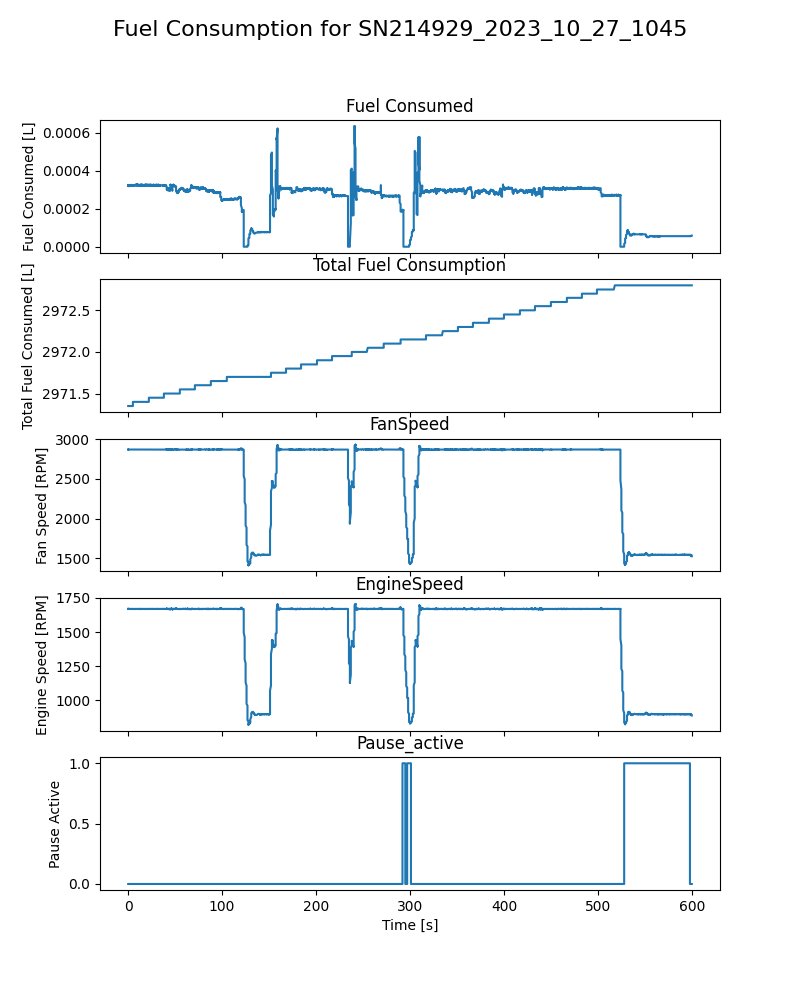 Fuel Consumption for SN214929_2023_10_27_1045
Fuel Consumed
Fuel Consumed [L]
0.0006
0.0004
0.0002
0.0000
Total Fuel Consumption
Total Fuel Consumed [L]
2972.5
2972.0
2971.5
FanSpeed
Fan Speed [RPM]
3000
2500
2000
1500
EngineSpeed
Engine Speed [RPM]
1750
1500
1250
1000
Pause_active
Pause Active
1.0
0.5
0.0
0 100 200 300 400 500 600
Time [s]